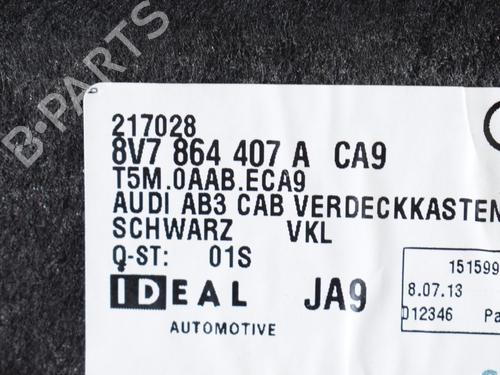 B-PARTS
217028
8V7 864 407 A CA9
T5M.0AAB.ECA9
AUDI AB3 CAB VERDECKKASTEN
SCHWARZ VKL
Q-ST: 01S
151599
IDEAL JA9
8.07.13
D12346 Pa
AUTOMOTIVE